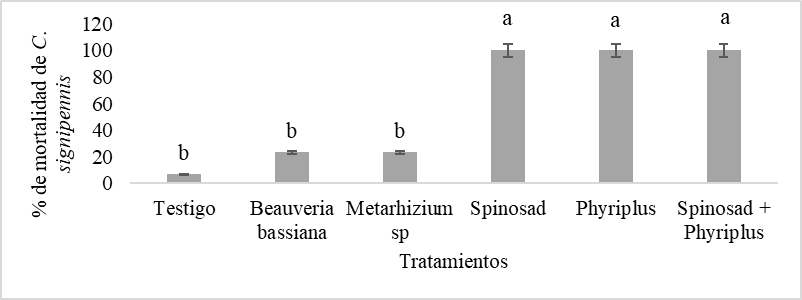 % de mortalidad de C.
signipennis
120
100
80
60
40
20
0
a
a
a
b
b
b
Testigo
Beauveria
bassiana
Metarhizium
sp
Spinosad
Phyriplus
Spinosad +
Phyriplus
Tratamientos